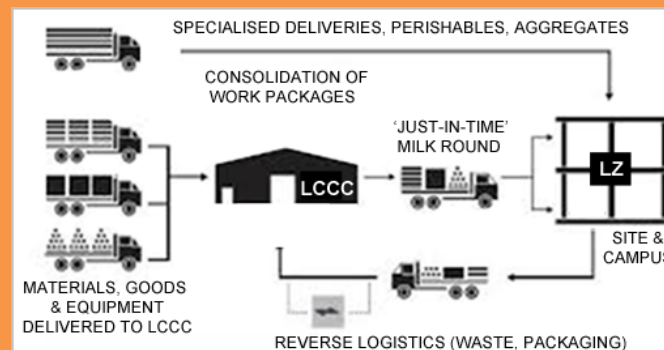 SPECIALISED DELIVERIES, PERISHABLES, AGGREGATES
CONSOLIDATION OF
WORK PACKAGES
'JUST-IN-TIME'
MILK ROUND
LCCC
LZ
SITE &
CAMPUS
MATERIALS, GOODS
& EQUIPMENT
DELIVERED TO LCCC
REVERSE LOGISTICS (WASTE, PACKAGING)